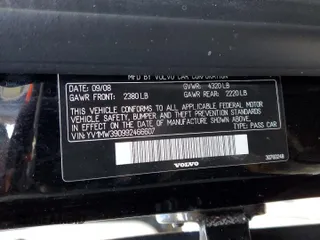 MFD BY VOLVO CAR CORPORATION
DATE: 09/08 GVWR: 4320 LB
GAWR FRONT: 2380 LB GAWR REAR: 2220 LB
THIS VEHICLE CONFORMS TO ALL APPLICABLE FEDERAL MOTOR
VEHICLE SAFETY, BUMPER AND THEFT PREVENTION STANDARDS
IN EFFECT ON THE DATE OF MANUFACTURE SHOWN ABOVE.
VIN: YV1MW390992466607 TYPE: PASS CAR
VOLVO